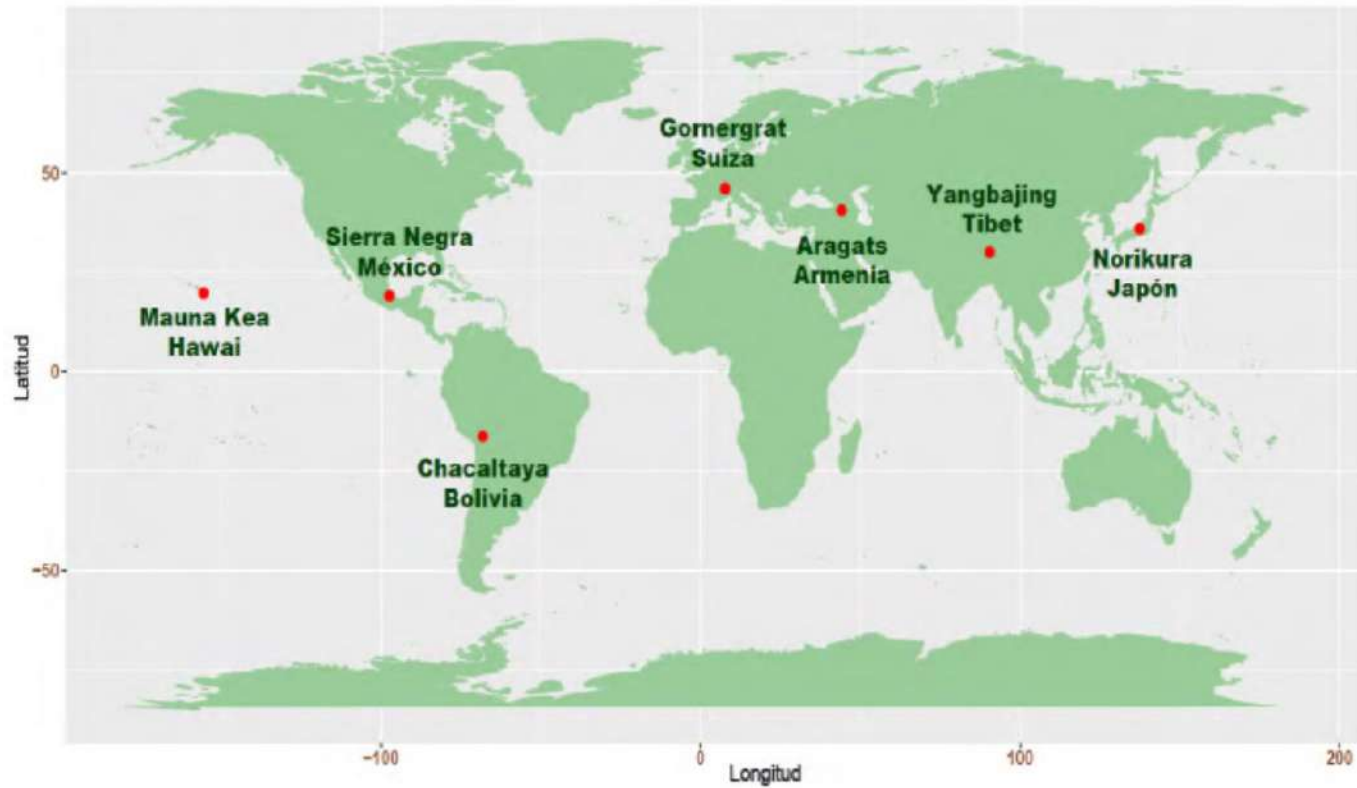 Gornergrat
Suiza
50
Yangbajing
Tibet
Sierra Negra
México
Aragats
Armenia
Norikura
Japón
Mauna Kea
Hawai
Latitud
0
Chacaltaya
Bolivia
−50
−100
0
100
200
Longitud